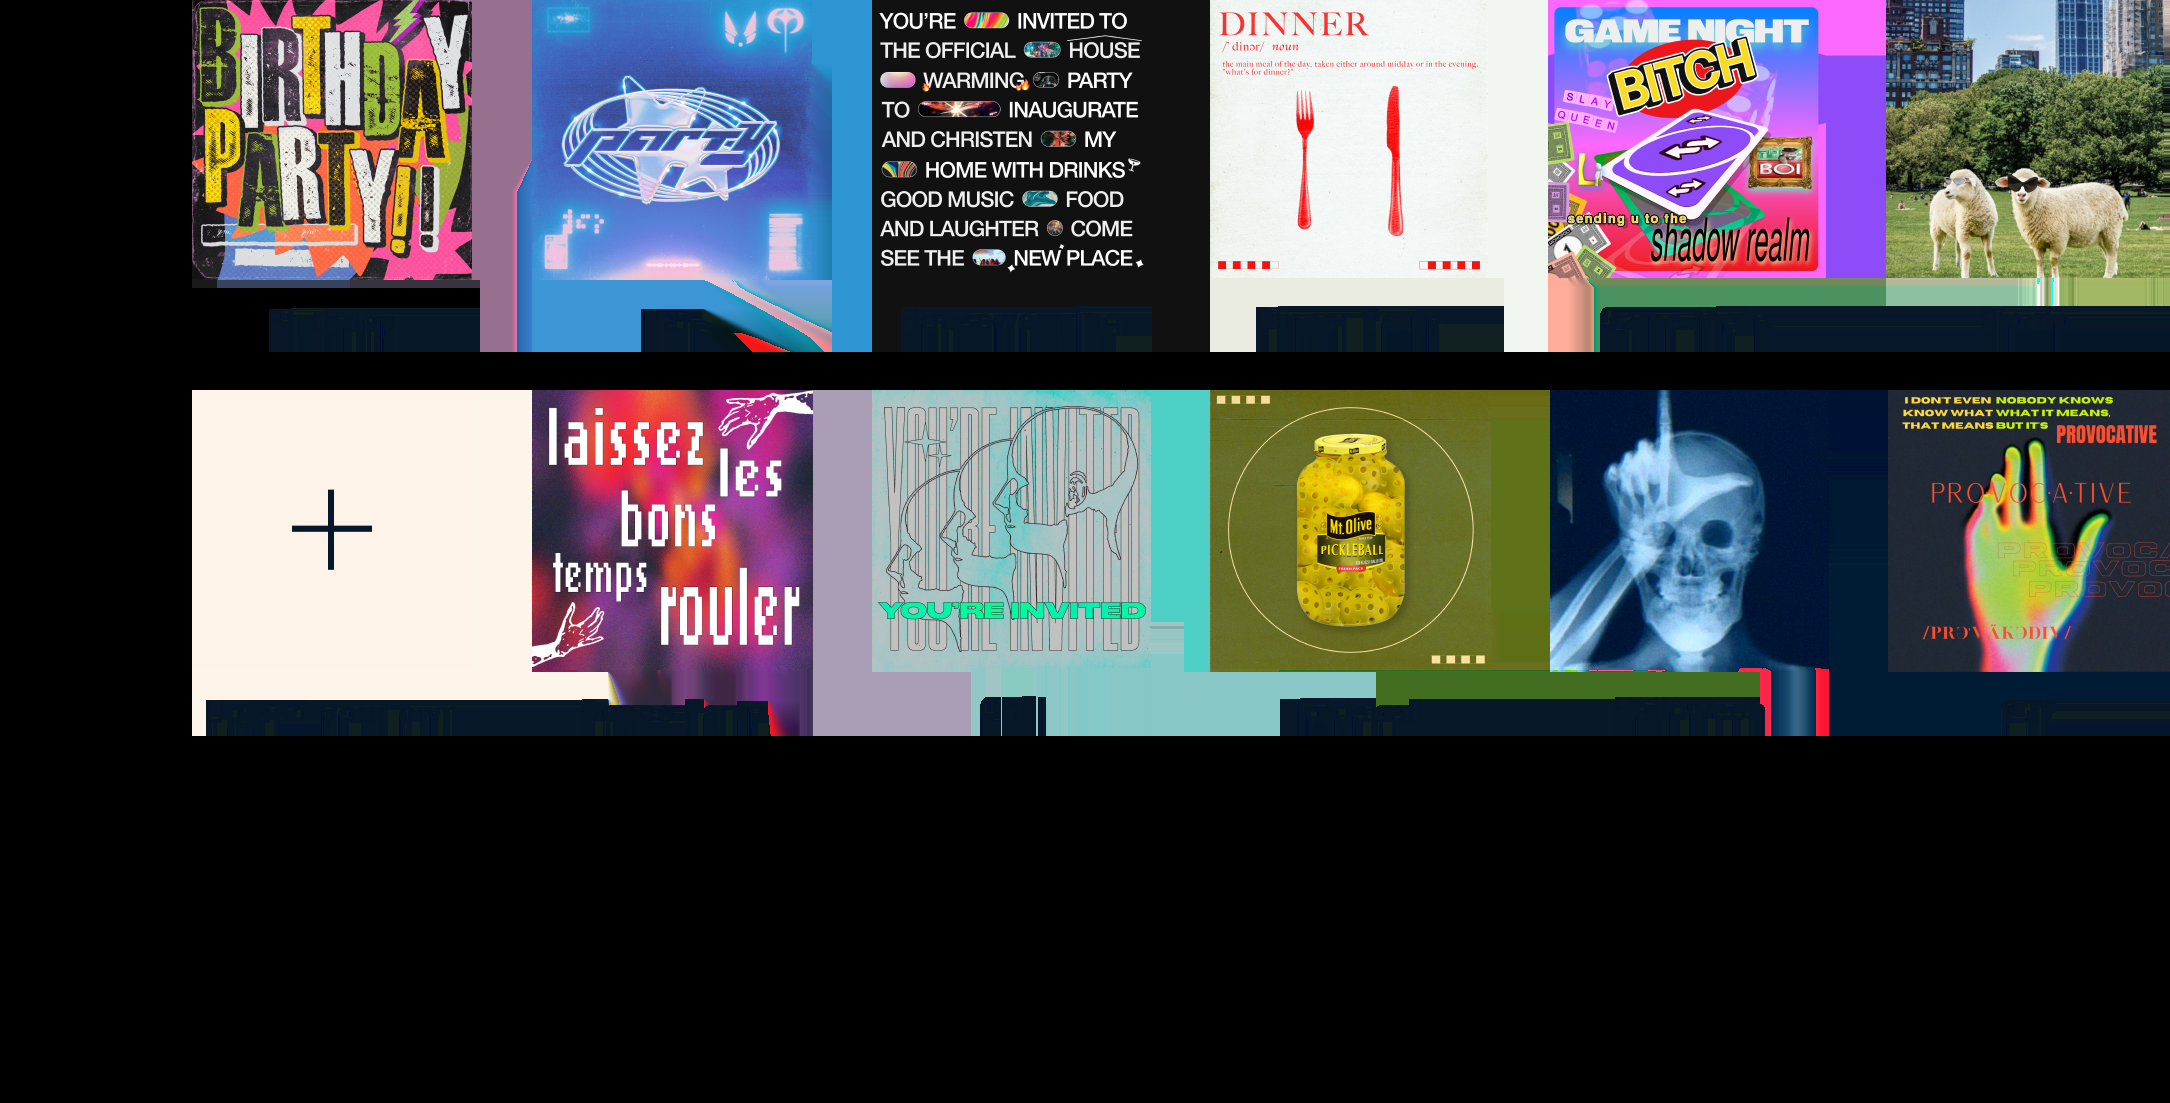 BIRTHDAY
PARTY!!
party
YOU'RE INVITED TO
THE OFFICIAL HOUSE
WARMING PARTY
TO INAUGURATE
AND CHRISTEN MY
HOME WITH DRINKS
GOOD MUSIC FOOD
AND LAUGHTER COME
SEE THE NEW PLACE
DINNER
/ˈdinər/ noun
the main meal of the day, taken either around midday or in the evening.
"what's for dinner?"
GAME NIGHT
BITCH
SLAY
QUEEN
BOI
sending u to the
shadow realm
laissez
les
bons
temps
rouler
YOU'RE INVITED
YOU'RE INVITED
YOU'RE INVITED
Mt. Olive
PICKLEBALL
I DONT EVEN NOBODY KNOWS
KNOW WHAT WHAT IT MEANS,
THAT MEANS BUT IT'S PROVOCATIVE
PROVOC·A·TIVE
PROVOCA
PROVOC
PROVO